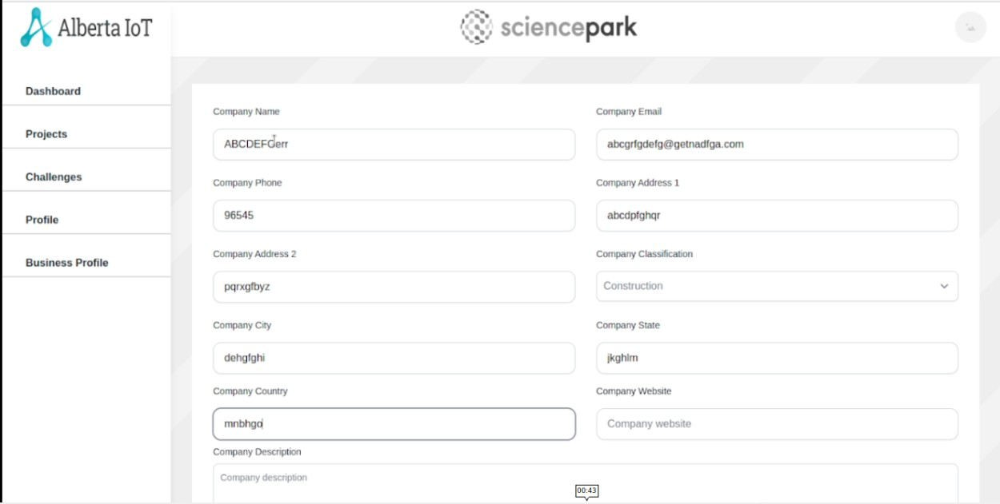 Alberta IoT
sciencepark
Dashboard
Projects
Challenges
Profile
Business Profile
Company Name
Company Email
ABCDEFGerr
abcgrfgdefg@getnadfga.com
Company Phone
Company Address 1
96545
abcdpfghqr
Company Address 2
Company Classification
pqrxgfbyz
Construction
Company City
Company State
dehgfghi
jkghlm
Company Country
Company Website
mnbhgo
Company website
Company Description
Company description
00:43